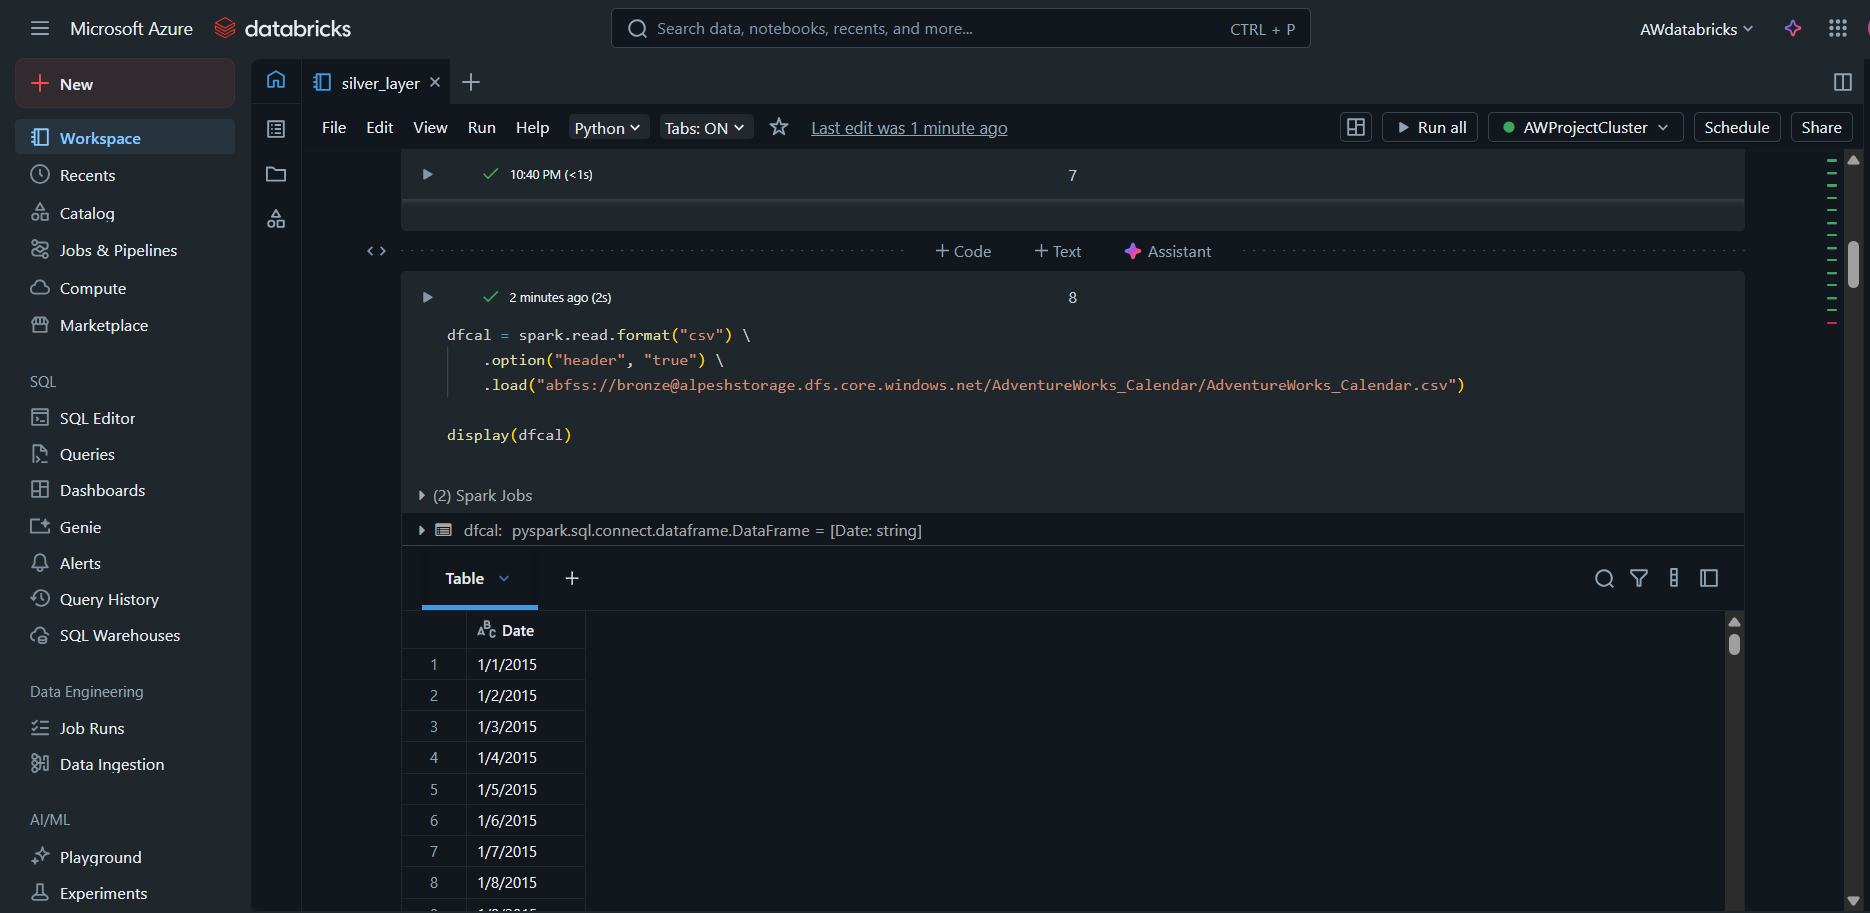 Microsoft Azure
databricks
Search data, notebooks, recents, and more...
CTRL + P
AWdatabricks
New
Workspace
Recents
Catalog
Jobs & Pipelines
Compute
Marketplace
SQL
SQL Editor
Queries
Dashboards
Genie
Alerts
Query History
SQL Warehouses
Data Engineering
Job Runs
Data Ingestion
AI/ML
Playground
Experiments
silver_layer
File
Edit
View
Run
Help
Python
Tabs: ON
Last edit was 1 minute ago
Run all
AWProjectCluster
Schedule
Share
10:40 PM (<1s)
7
Code
Text
Assistant
2 minutes ago (2s)
8
dfcal = spark.read.format("csv") \
.option("header", "true") \
.load("abfss://bronze@alpeshstorage.dfs.core.windows.net/AdventureWorks_Calendar/AdventureWorks_Calendar.csv")
display(dfcal)
(2) Spark Jobs
dfcal: pyspark.sql.connect.dataframe.DataFrame = [Date: string]
Table
ABC Date
1 1/1/2015
2 1/2/2015
3 1/3/2015
4 1/4/2015
5 1/5/2015
6 1/6/2015
7 1/7/2015
8 1/8/2015